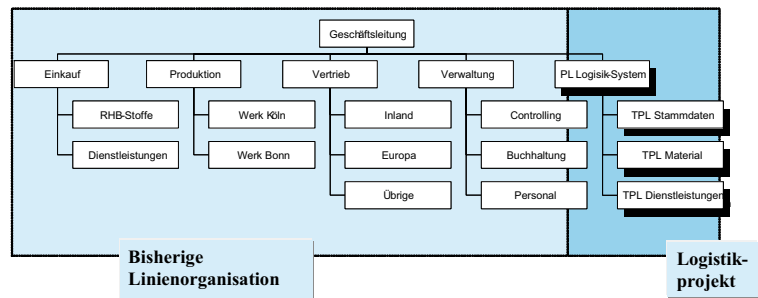 Geschäftsleitung
Einkauf
Produktion
Vertrieb
Verwaltung
PL Logisik-System
RHB-Stoffe
Werk Köln
Inland
Controlling
TPL Stammdaten
Dienstleistungen
Werk Bonn
Europa
Buchhaltung
TPL Material
Übrige
Personal
TPL Dienstleistungen
Bisherige
Linienorganisation
Logistik-
projekt